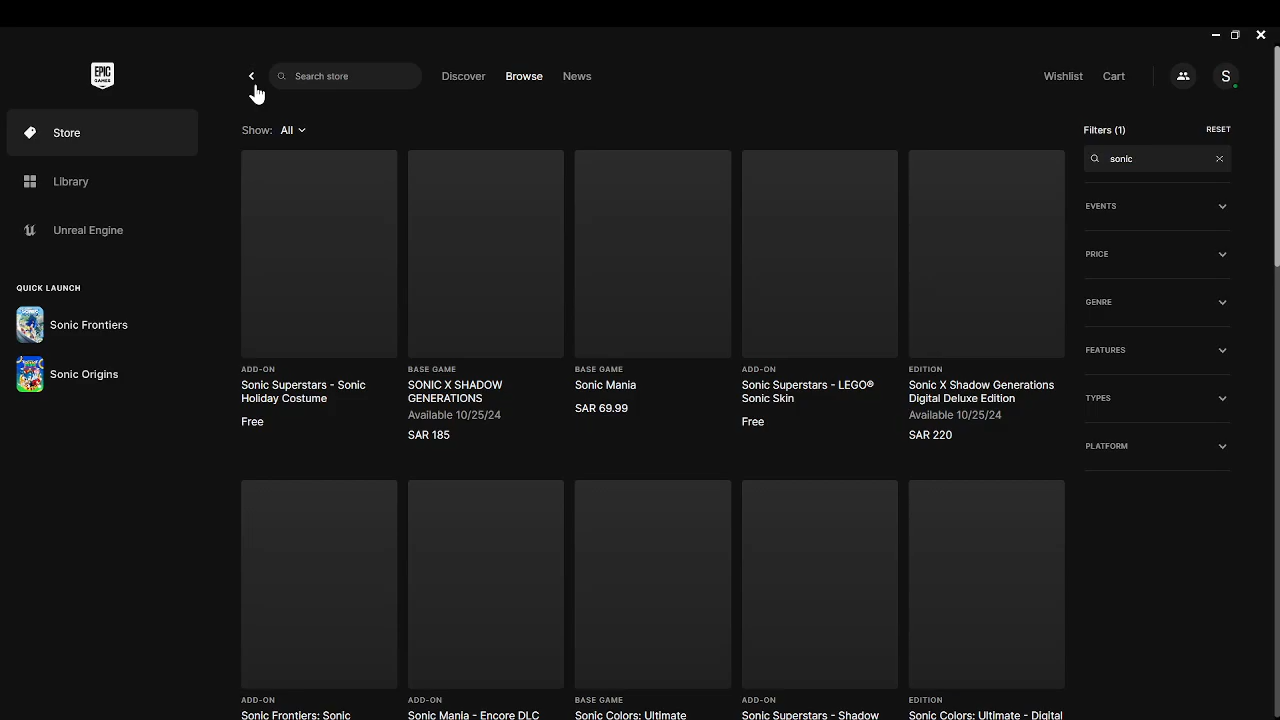 EPIC
GAMES
Search store
Discover
Browse
News
Wishlist
Cart
S
Store
Library
Unreal Engine
QUICK LAUNCH
Sonic Frontiers
Sonic Origins
Show: All
Filters (1)
RESET
sonic
EVENTS
PRICE
GENRE
FEATURES
TYPES
PLATFORM
ADD-ON
Sonic Superstars - Sonic
Holiday Costume
Free
BASE GAME
SONIC X SHADOW
GENERATIONS
Available 10/25/24
SAR 185
BASE GAME
Sonic Mania
SAR 69.99
ADD-ON
Sonic Superstars - LEGO®
Sonic Skin
Free
EDITION
Sonic X Shadow Generations
Digital Deluxe Edition
Available 10/25/24
SAR 220
ADD-ON
Sonic Frontiers: Sonic
ADD-ON
Sonic Mania - Encore DLC
BASE GAME
Sonic Colors: Ultimate
ADD-ON
Sonic Superstars - Shadow
EDITION
Sonic Colors: Ultimate - Digital